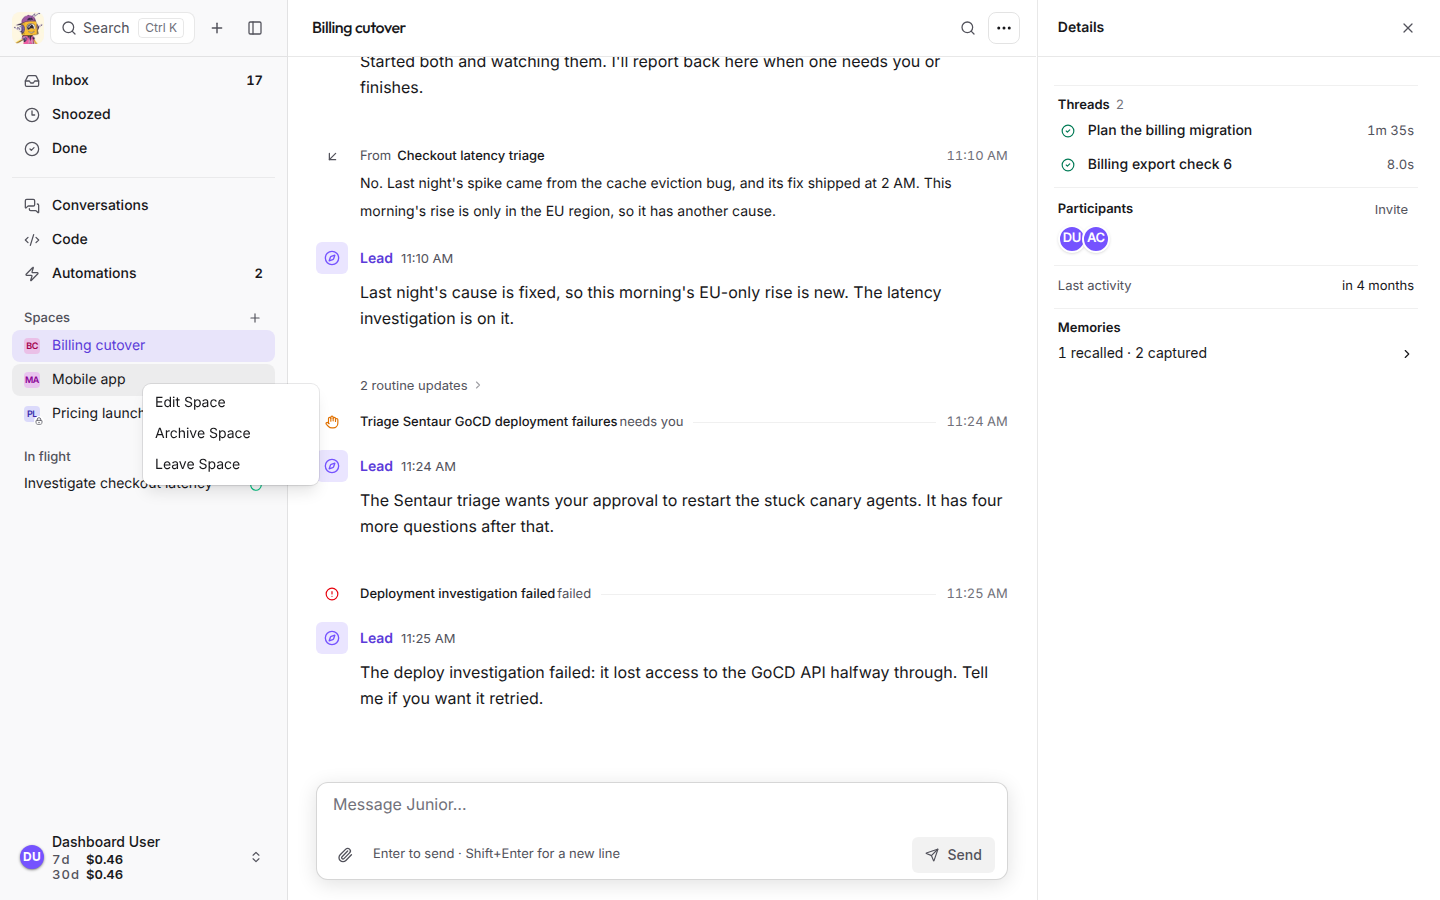 Search Ctrl K
Inbox 17
Snoozed
Done
Conversations
Code
Automations 2
Spaces
BC Billing cutover
MA Mobile app
PL Pricing launch
Edit Space
Archive Space
Leave Space
In flight
Investigate checkout latency
DU Dashboard User
7d $0.46
30d $0.46
Billing cutover
Started both and watching them. I'll report back here when one needs you or
finishes.
From Checkout latency triage 11:10 AM
No. Last night's spike came from the cache eviction bug, and its fix shipped at 2 AM. This
morning's rise is only in the EU region, so it has another cause.
Lead 11:10 AM
Last night's cause is fixed, so this morning's EU-only rise is new. The latency
investigation is on it.
2 routine updates
Triage Sentaur GoCD deployment failures needs you 11:24 AM
Lead 11:24 AM
The Sentaur triage wants your approval to restart the stuck canary agents. It has four
more questions after that.
Deployment investigation failed failed 11:25 AM
Lead 11:25 AM
The deploy investigation failed: it lost access to the GoCD API halfway through. Tell
me if you want it retried.
Message Junior...
Enter to send · Shift+Enter for a new line
Send
Details
Threads 2
Plan the billing migration 1m 35s
Billing export check 6 8.0s
Participants Invite
DU AC
Last activity in 4 months
Memories
1 recalled · 2 captured